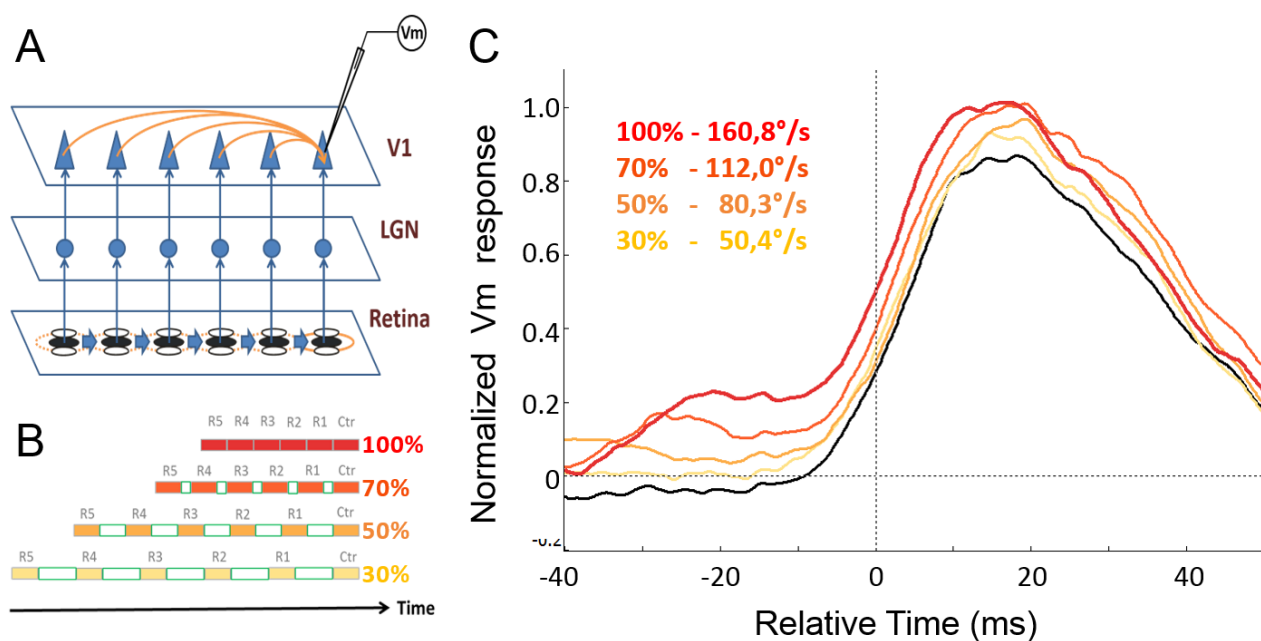 A
Vm
V1
LGN
Retina
B
R5 R4 R3 R2 R1 Ctr
100%
R5 R4 R3 R2 R1 Ctr
70%
R5 R4 R3 R2 R1 Ctr
50%
R5 R4 R3 R2 R1 Ctr
30%
Time
C
Normalized Vm response
1.0
0.8
0.6
0.4
0.2
0
100% - 160,8°/s
70% - 112,0°/s
50% - 80,3°/s
30% - 50,4°/s
-40 -20 0 20 40
Relative Time (ms)